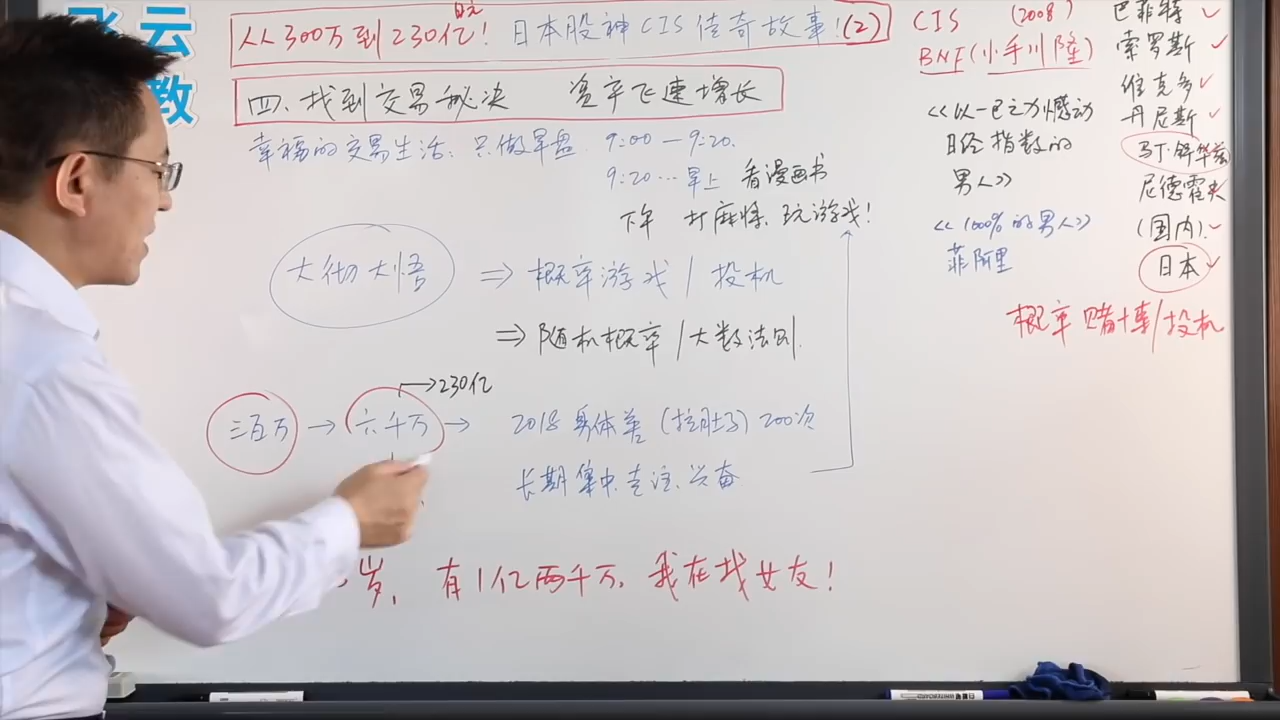 飞云
教
日元
从300万到230亿! 日本股神CIS传奇故事!(2)
四、找到交易秘决 资产飞速增长
幸福的交易生活: 只做早盘 9:00—9:20.
9:20…早上 看漫画书
下午 打麻将、玩游戏!
大彻大悟 ⇒ 概率游戏/投机
⇒ 随机概率/大数法则.
→230亿
三百万 → 六千万 → 2018 身体差(拉肚子)200次
长期集中.专注.兴奋
岁, 有1亿两千万, 我在找女友!
CIS (2008)
BNF(小手川隆)
<<以一己之力憾动
日经指数的
男人>>
<<1000%的男人>>
菲阿里
巴菲特 ✓
索罗斯 ✓
维克多 ✓
丹尼斯 ✓
马丁·舒华兹
尼德霍夫
(国内) ✓
日本 ✓
概率赌博/投机